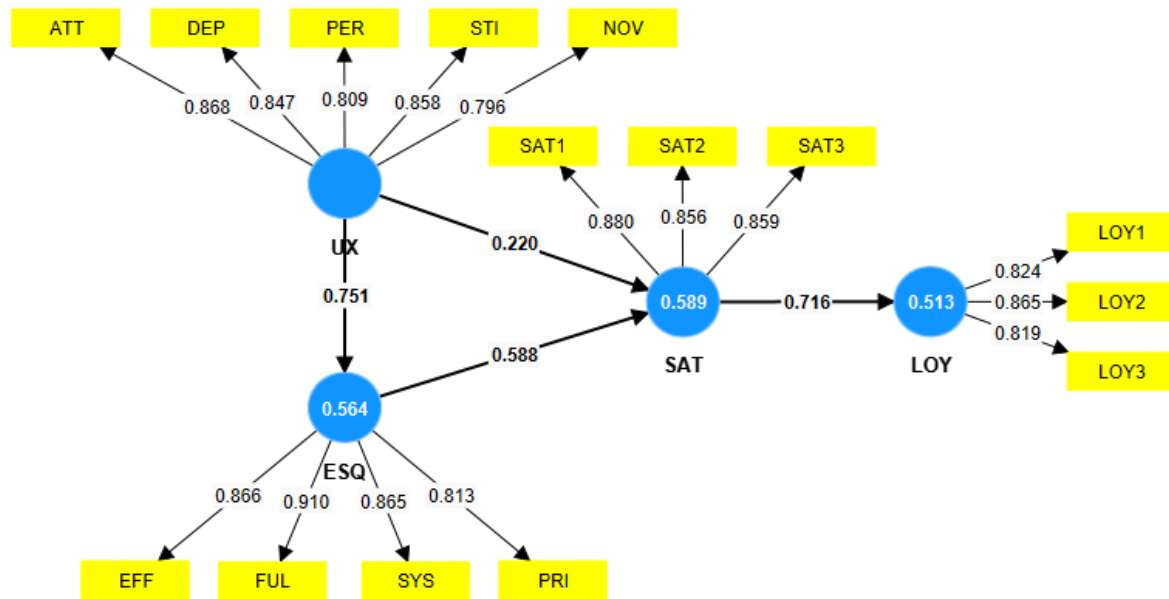 ATT DEP PER STI NOV
0.868 0.847 0.809 0.858 0.796
SAT1 SAT2 SAT3
0.880 0.856 0.859
UX
0.220
0.751
LOY1
0.824
0.589 0.716 0.513 0.865 LOY2
0.819
SAT LOY
LOY3
0.588
0.564
ESQ
0.866 0.910 0.865 0.813
EFF FUL SYS PRI